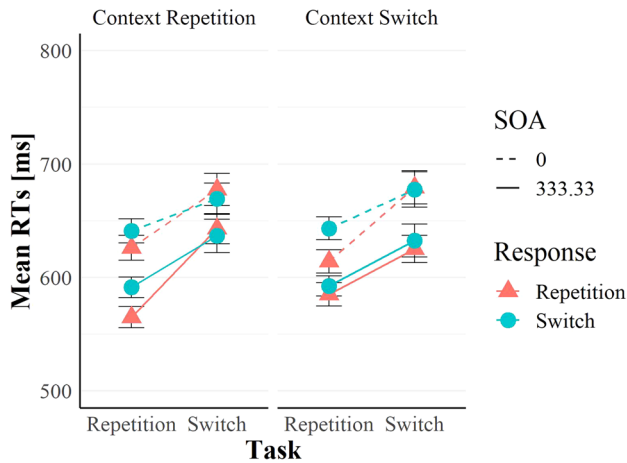 Context Repetition
Context Switch
Mean RTs [ms]
800
700
600
500
Repetition
Switch
Repetition
Switch
Task
SOA
0
333.33
Response
Repetition
Switch